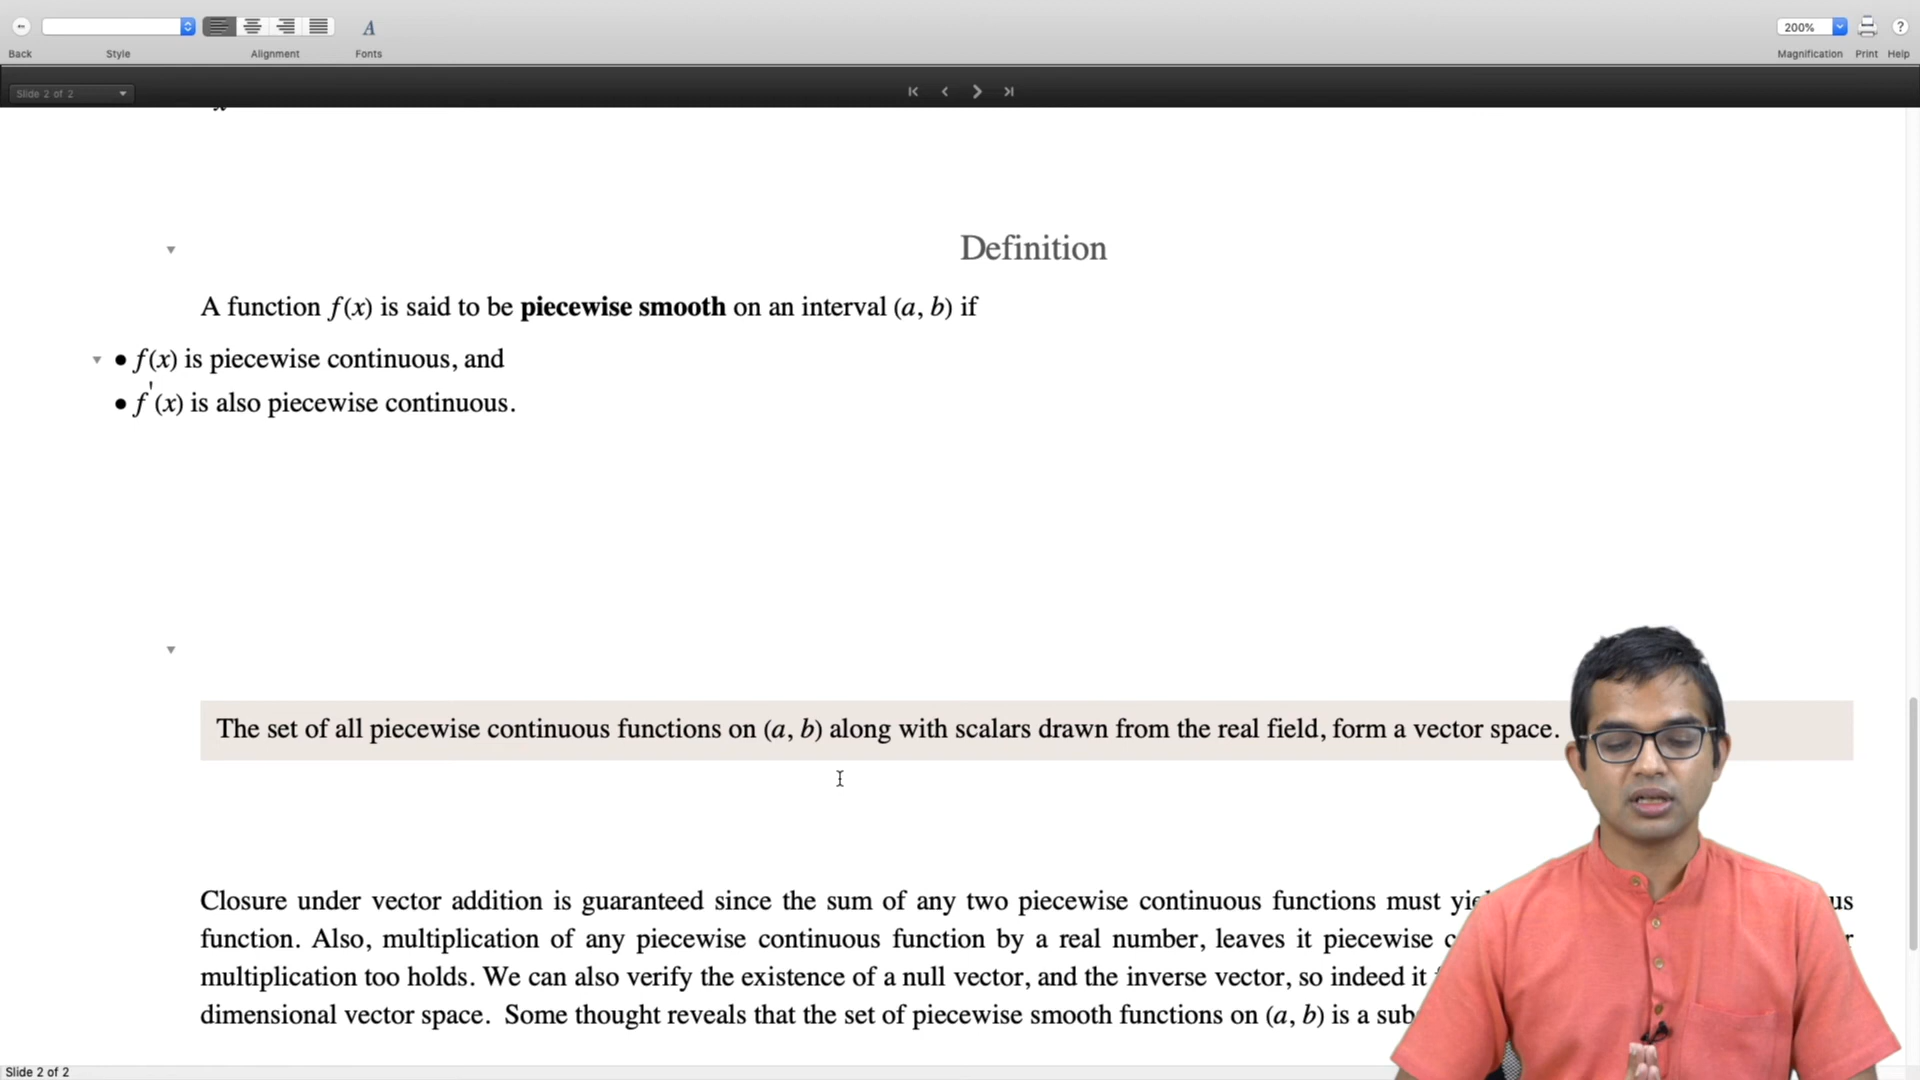 200%
Back Style Alignment Fonts Magnification Print Help
Slide 2 of 2
Definition
A function f(x) is said to be piecewise smooth on an interval (a, b) if
• f(x) is piecewise continuous, and
• f'(x) is also piecewise continuous.
The set of all piecewise continuous functions on (a, b) along with scalars drawn from the real field, form a vector space.
Closure under vector addition is guaranteed since the sum of any two piecewise continuous functions must
function. Also, multiplication of any piecewise continuous function by a real number, leaves it piecewise
multiplication too holds. We can also verify the existence of a null vector, and the inverse vector, so indeed it
dimensional vector space. Some thought reveals that the set of piecewise smooth functions on (a, b) is a
Slide 2 of 2